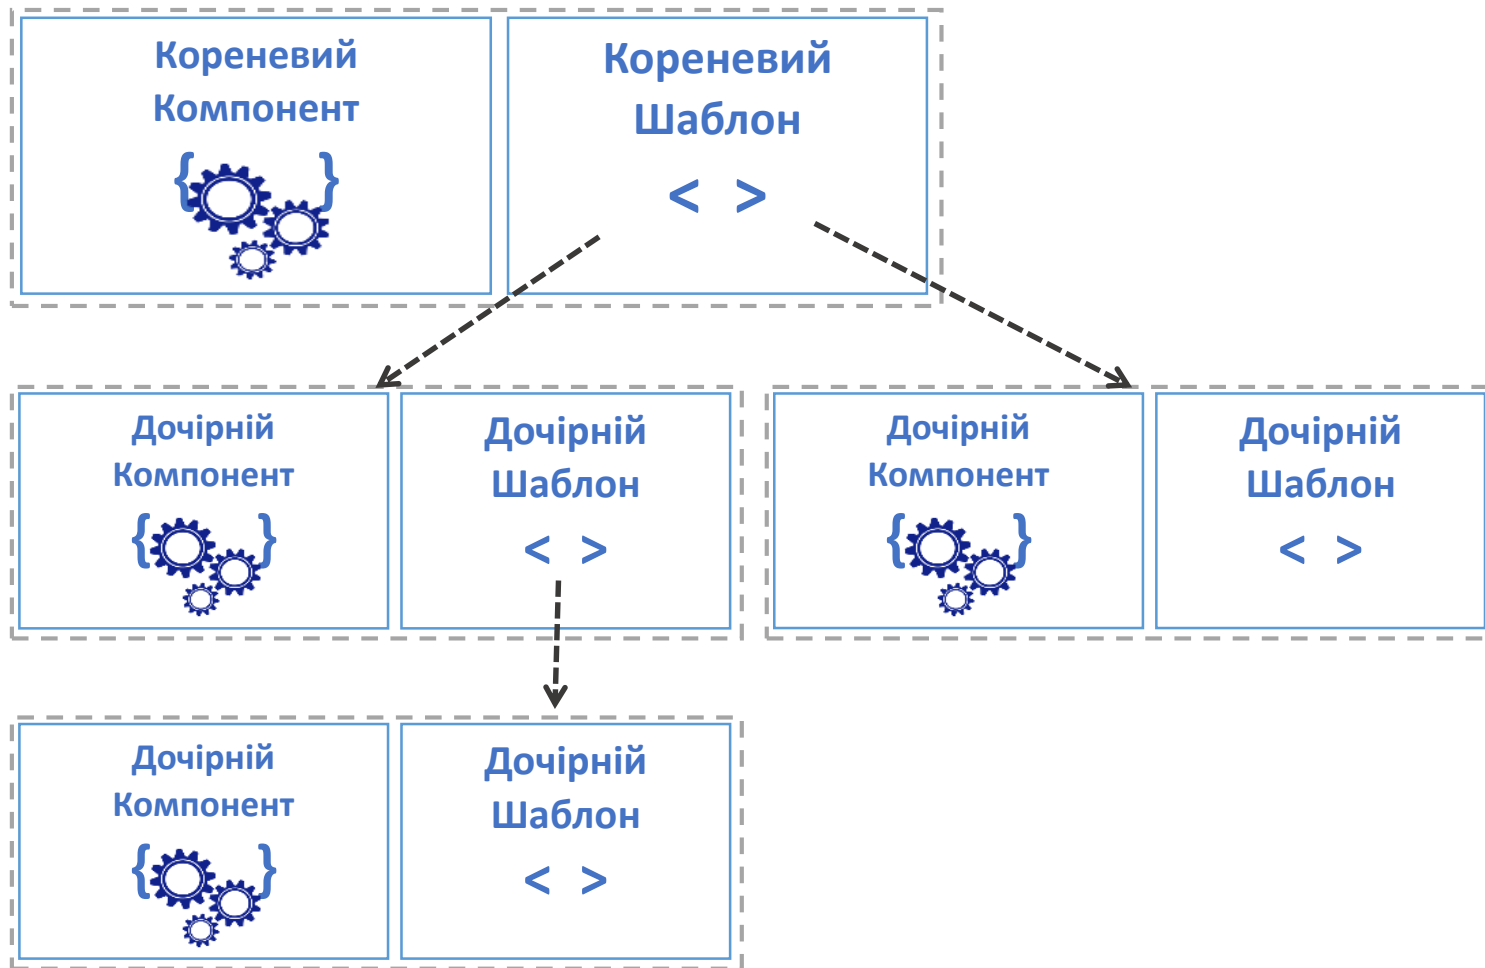 Кореневий
Компонент
{ }
Кореневий
Шаблон
< >
Дочірній
Компонент
{ }
Дочірній
Шаблон
< >
Дочірній
Компонент
{ }
Дочірній
Шаблон
< >
Дочірній
Компонент
{ }
Дочірній
Шаблон
< >